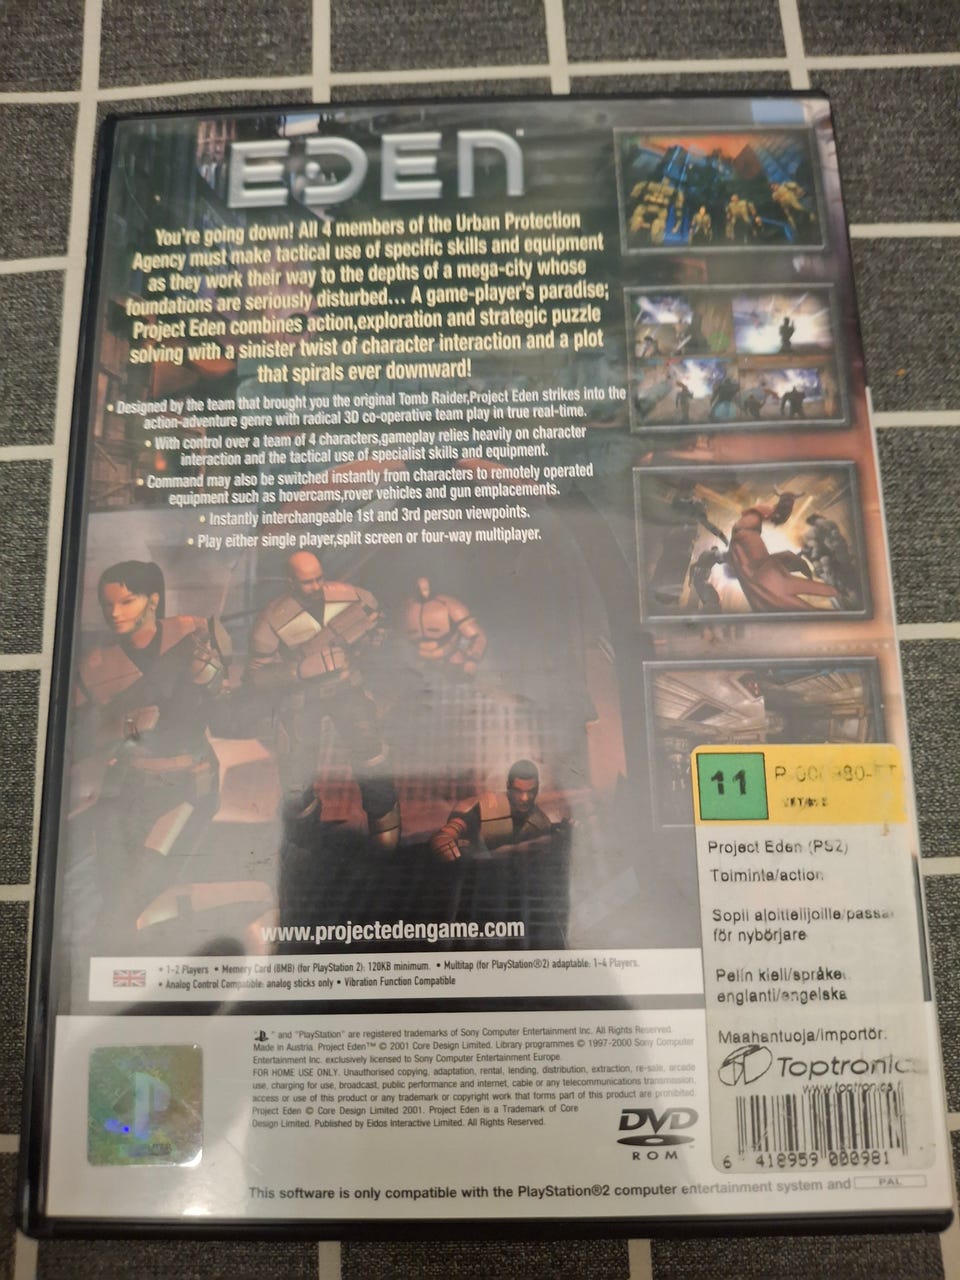 EDEN
You're going down! All 4 members of the Urban Protection
Agency must make tactical use of specific skills and equipment
as they work their way to the depths of a mega-city whose
foundations are seriously disturbed... A game-player's paradise;
Project Eden combines action,exploration and strategic puzzle
solving with a sinister twist of character interaction and a plot
that spirals ever downward!
• Designed by the team that brought you the original Tomb Raider,Project Eden strikes into the
action-adventure genre with radical 3D co-operative team play in true real-time.
• With control over a team of 4 characters,gameplay relies heavily on character
interaction and the tactical use of specialist skills and equipment.
• Command may also be switched instantly from characters to remotely operated
equipment such as hovercams,rover vehicles and gun emplacements.
• Instantly interchangeable 1st and 3rd person viewpoints.
• Play either single player,split screen or four-way multiplayer.
www.projectedengame.com
• 1-2 Players • Memory Card (8MB) (for PlayStation 2): 120KB minimum. • Multitap (for PlayStation®2) adaptable: 1-4 Players.
• Analog Control Compatible: analog sticks only • Vibration Function Compatible
" " and "PlayStation" are registered trademarks of Sony Computer Entertainment Inc. All Rights Reserved.
Made in Austria. Project Eden™ © 2001 Core Design Limited. Library programmes © 1997-2000 Sony Computer
Entertainment Inc. exclusively licensed to Sony Computer Entertainment Europe.
FOR HOME USE ONLY. Unauthorised copying, adaptation, rental, lending, distribution, extraction, re-sale, arcade
use, charging for use, broadcast, public performance and internet, cable or any telecommunications transmission,
access or use of this product or any trademark or copyright work that forms part of this product are prohibited.
Project Eden © Core Design Limited 2001. Project Eden is a Trademark of Core
Design Limited. Published by Eidos Interactive Limited. All Rights Reserved.
DVD
ROM
This software is only compatible with the PlayStation®2 computer entertainment system and
PAL
11
Project Eden (PS2)
Toiminta/action
Sopii aloittelijoille/passar
för nybörjare
Pelin kieli/språket
englanti/engelska
Maahantuoja/importör:
Toptronics
www.toptronics.fi
6 418959 000981